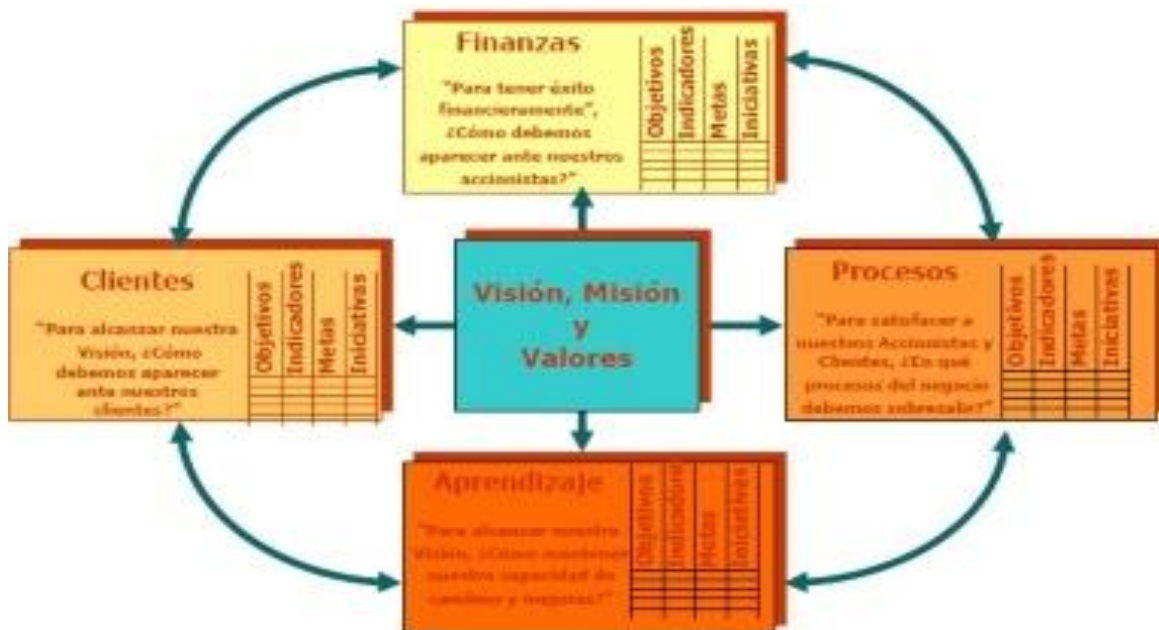 Finanzas
"Para tener éxito
financieramente",
¿Cómo debemos
aparecer ante nuestros
accionistas?"
Objetivos
Indicadores
Metas
Iniciativas
Clientes
"Para alcanzar nuestra
Visión, ¿Cómo
debemos aparecer
ante nuestros
clientes?"
Objetivos
Indicadores
Metas
Iniciativas
Visión, Misión
y
Valores
Procesos
"Para satisfacer a
nuestros Accionistas y
Clientes, ¿En qué
procesos del negocio
debemos sobresalir?"
Objetivos
Indicadores
Metas
Iniciativas
Aprendizaje
"Para alcanzar nuestra
Visión, ¿Cómo mantener
nuestra capacidad de
cambio y mejoras?"
Objetivos
Indicadore
Metas
Iniciativas